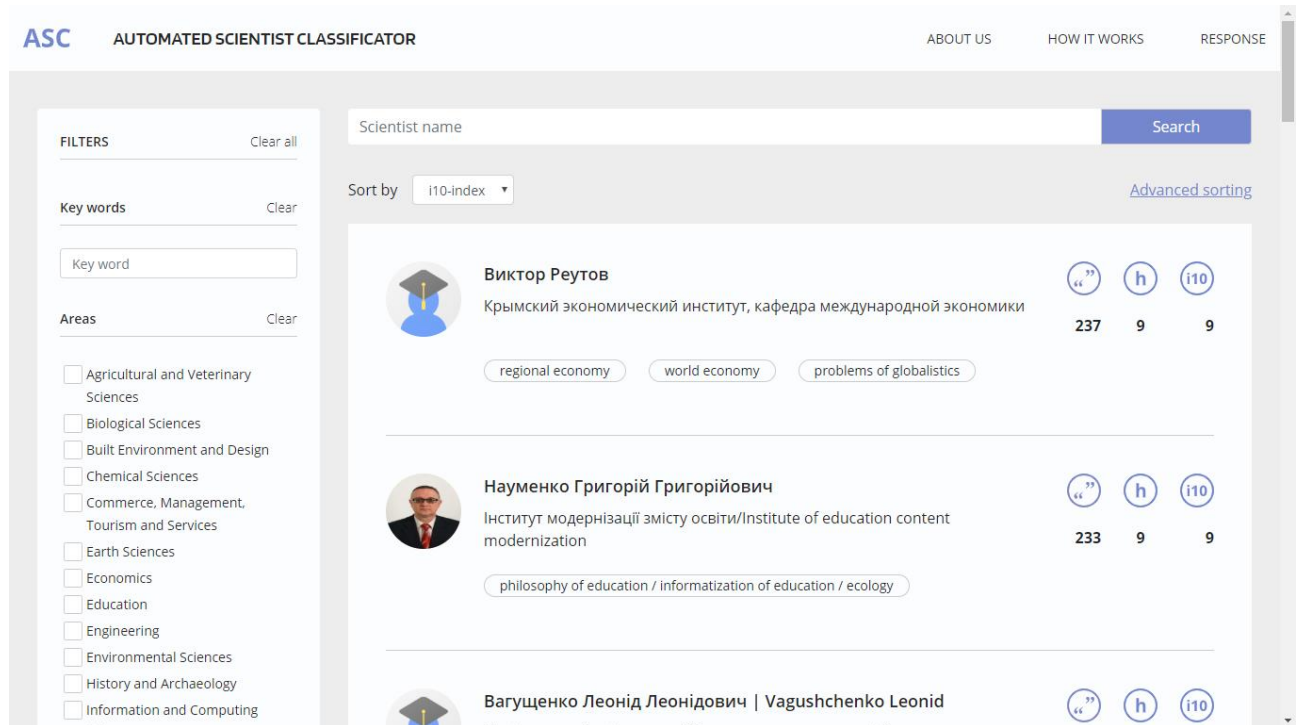 ASC AUTOMATED SCIENTIST CLASSIFICATOR ABOUT US HOW IT WORKS RESPONSE
FILTERS Clear all
Key words Clear
Key word
Areas Clear
Agricultural and Veterinary
Sciences
Biological Sciences
Built Environment and Design
Chemical Sciences
Commerce, Management,
Tourism and Services
Earth Sciences
Economics
Education
Engineering
Environmental Sciences
History and Archaeology
Information and Computing
Scientist name Search
Sort by i10-index Advanced sorting
Виктор Реутов
Крымский экономический институт, кафедра международной экономики
„” h i10
237 9 9
regional economy world economy problems of globalistics
Науменко Григорій Григорійович
Інститут модернізації змісту освіти/Institute of education content
modernization
„” h i10
233 9 9
philosophy of education / informatization of education / ecology
Вагущенко Леонід Леонідович | Vagushchenko Leonid
„” h i10